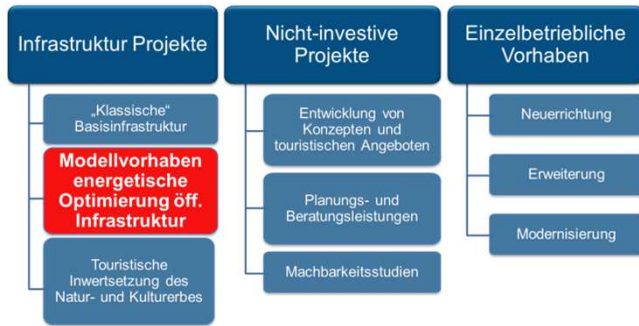 Infrastruktur Projekte
„Klassische“
Basisinfrastruktur
Modellvorhaben
energetische
Optimierung öff.
Infrastruktur
Touristische
Inwertsetzung des
Natur- und Kulturerbes
Nicht-investive
Projekte
Entwicklung von
Konzepten und
touristischen Angeboten
Planungs- und
Beratungsleistungen
Machbarkeitsstudien
Einzelbetriebliche
Vorhaben
Neuerrichtung
Erweiterung
Modernisierung